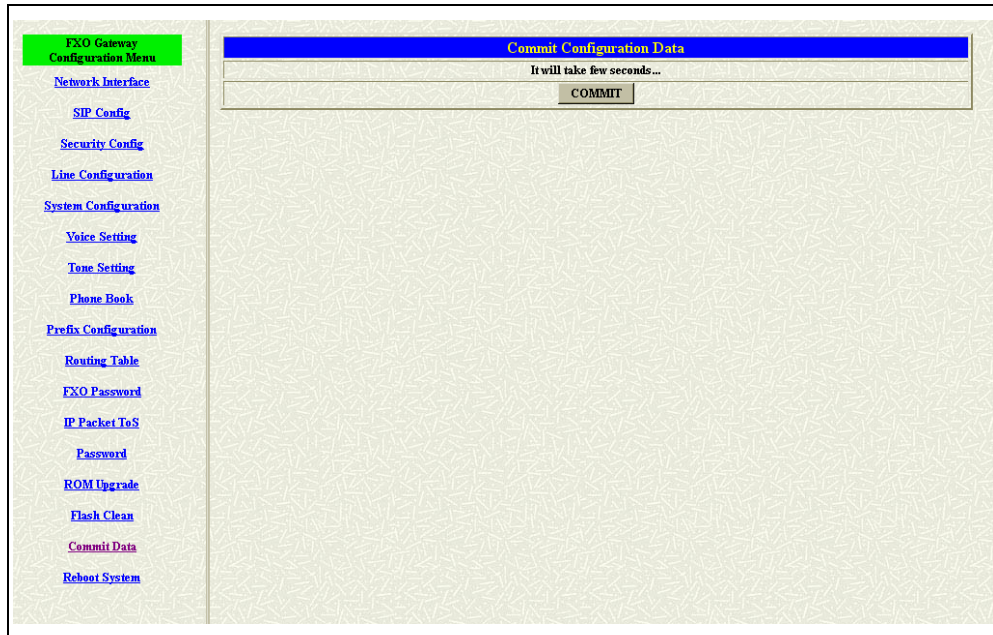 FXO Gateway
Configuration Menu
Network Interface
SIP Config
Security Config
Line Configuration
System Configuration
Voice Setting
Tone Setting
Phone Book
Prefix Configuration
Routing Table
FXO Password
IP Packet ToS
Password
ROM Upgrade
Flash Clean
Commit Data
Reboot System
Commit Configuration Data
It will take few seconds...
COMMIT